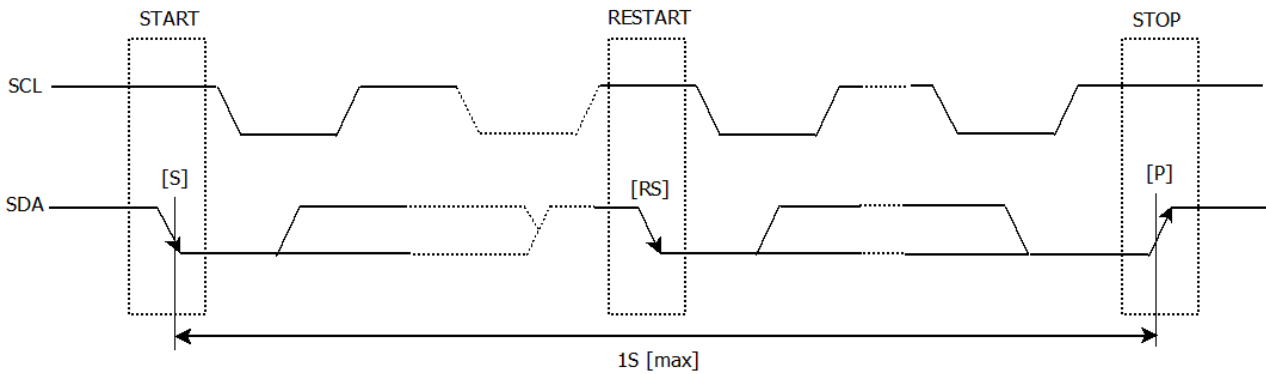 START RESTART STOP
SCL
[S] [RS] [P]
SDA
1S [max]